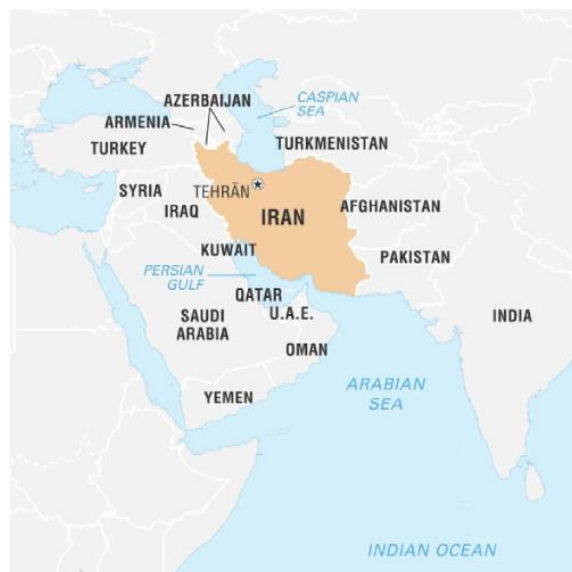 AZERBAIJAN
CASPIAN
SEA
ARMENIA
TURKEY
TURKMENISTAN
SYRIA
TEHRĀN
IRAQ
IRAN
AFGHANISTAN
KUWAIT
PAKISTAN
PERSIAN
GULF
QATAR
SAUDI
ARABIA
U.A.E.
INDIA
OMAN
ARABIAN
SEA
YEMEN
INDIAN OCEAN